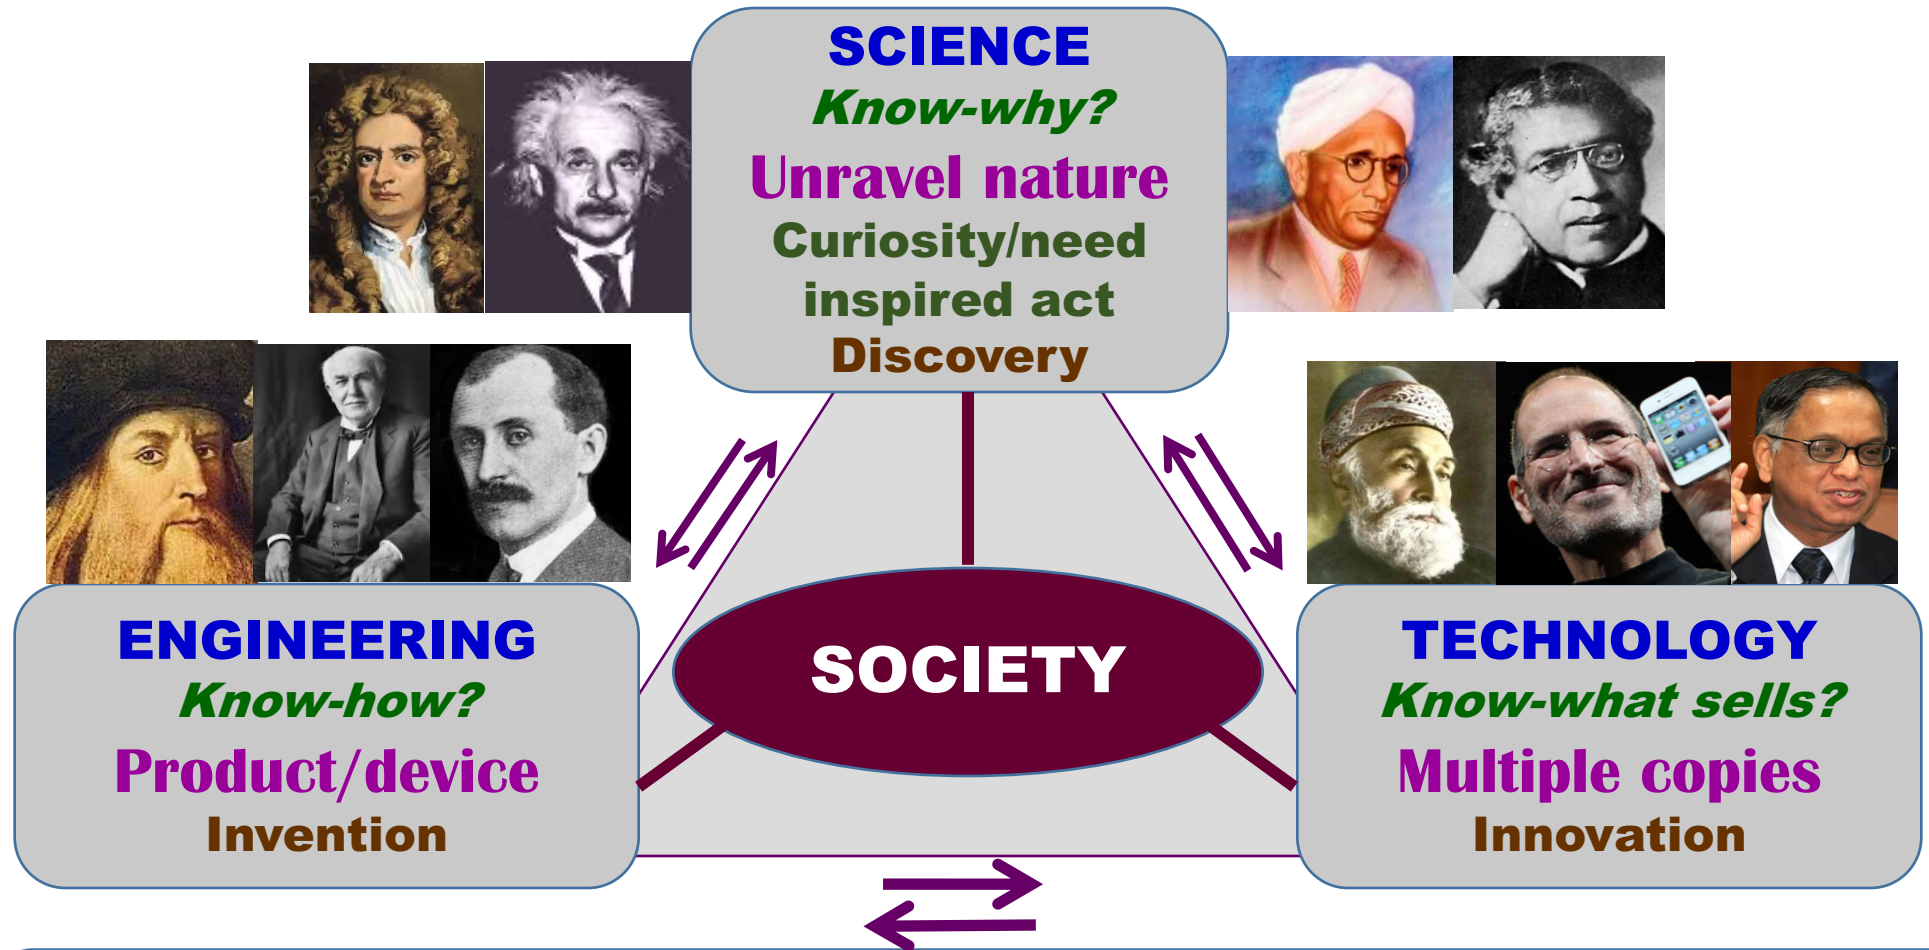 SCIENCE
Know-why?
Unravel nature
Curiosity/need
inspired act
Discovery
ENGINEERING
Know-how?
Product/device
Invention
SOCIETY
TECHNOLOGY
Know-what sells?
Multiple copies
Innovation